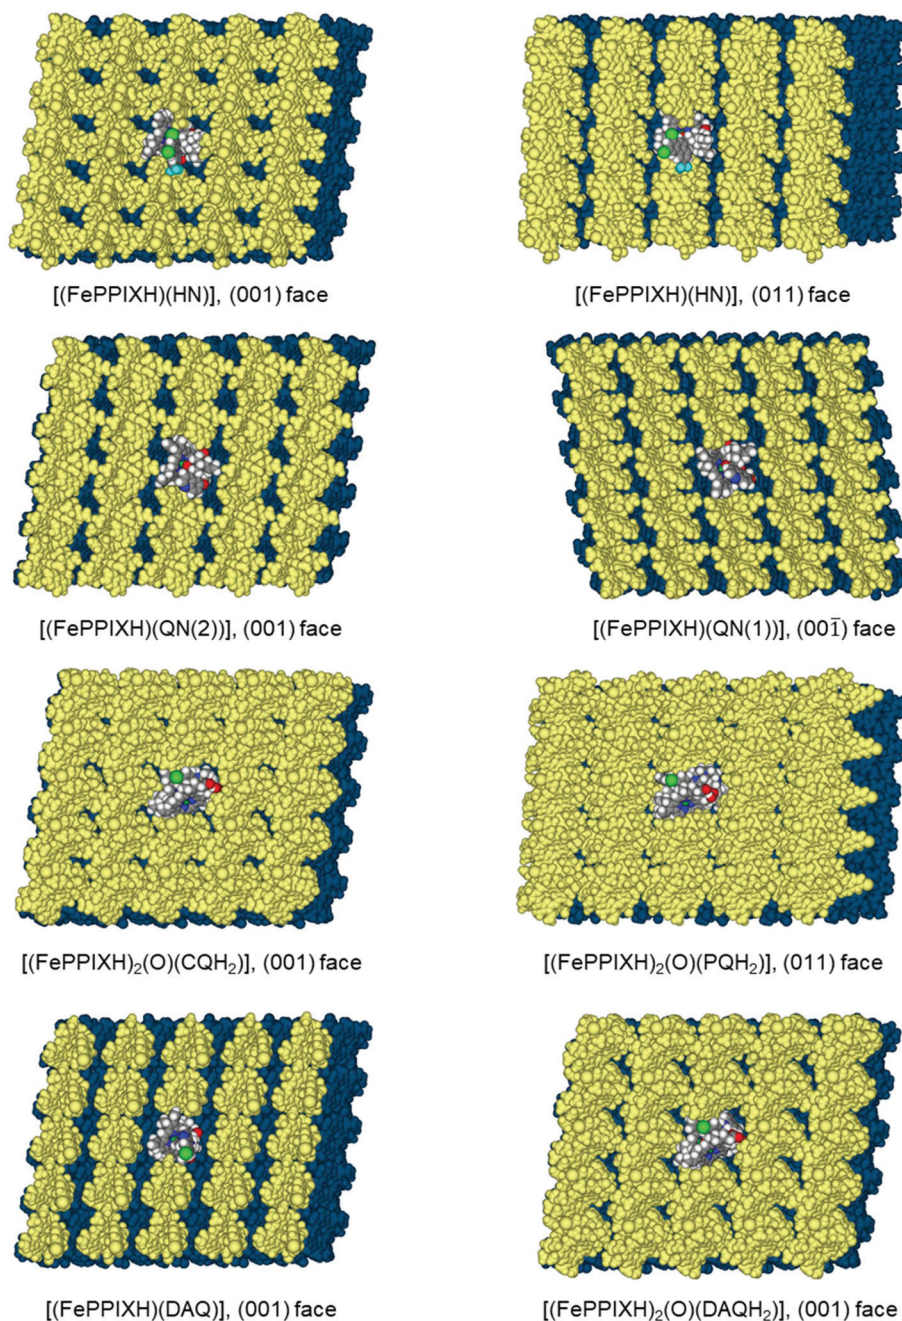 [(FePPIXH)(HN)], (001) face
[(FePPIXH)(HN)], (011) face
[(FePPIXH)(QN(2))], (001) face
[(FePPIXH)(QN(1))], (001̄) face
[(FePPIXH)₂(O)(CQH₂)], (001) face
[(FePPIXH)₂(O)(PQH₂)], (011) face
[(FePPIXH)(DAQ)], (001) face
[(FePPIXH)₂(O)(DAQH₂)], (001) face